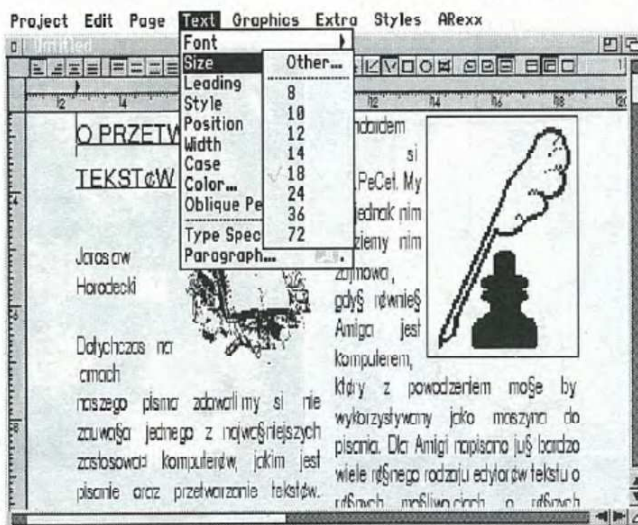 Project Edit Page Text Graphics Extra Styles ARexx
Untitled
Font
Size
Leading
Style
Position
Width
Case
Color...
Oblique Pe
Type Spec
Paragraph...
Other...
8
10
12
14
18
24
36
72
O PRZETW
TEKST¢W
Jaros aw
Horodecki
Dotychczas na
amach
naszego pisma zdawali my si nie
zauwa§a jednego z najwa§niejszych
zastosowa komputerów, jakim jest
pisanie oraz przetwarzanie tekstów.
ndardem
si
.PeCet. My
jednak nim
ziemy nim
zajmowa ,
gdy§ równie§
Amiga jest
komputerem,
który z powodzeniem mo§e by
wykorzystywany jako maszyna do
pisania. Dla Amigi napisano ju§ bardzo
wiele ró§nego rodzaju edytorów tekstu o
ró§nych mo§liwo ciach o ró§nych